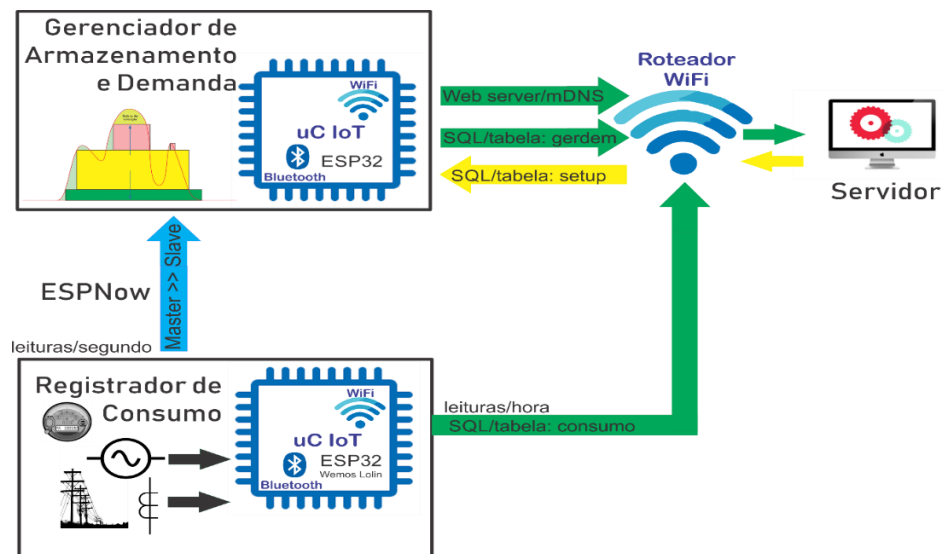 Gerenciador de
Armazenamento
e Demanda
WiFi
uC IoT
ESP32
Bluetooth
Web server/mDNS
SQL/tabela: gerdem
SQL/tabela: setup
Roteador
WiFi
Servidor
ESPNow
Master >> Slave
leituras/segundo
Registrador de
Consumo
WiFi
uC IoT
ESP32
Wemos Lolin
Bluetooth
leituras/hora
SQL/tabela: consumo